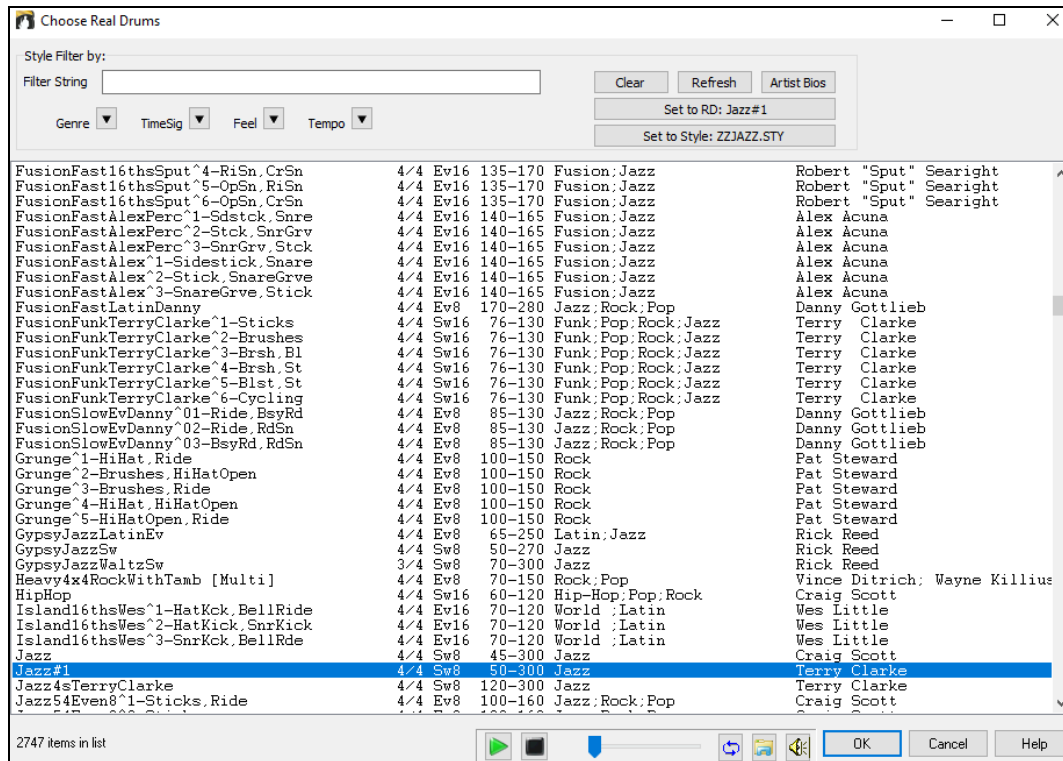 Choose Real Drums
Style Filter by:
Filter String
Clear Refresh Artist Bios
Set to RD: Jazz#1
Genre TimeSig Feel Tempo
Set to Style: ZZJAZZ.STY
FusionFast16thsSput^4-RiSn,CrSn 4/4 Ev16 135-170 Fusion;Jazz Robert "Sput" Searight
FusionFast16thsSput^5-OpSn,RiSn 4/4 Ev16 135-170 Fusion;Jazz Robert "Sput" Searight
FusionFast16thsSput^6-OpSn,CrSn 4/4 Ev16 135-170 Fusion;Jazz Robert "Sput" Searight
FusionFastAlexPerc^1-Sdstck,Snre 4/4 Ev16 140-165 Fusion;Jazz Alex Acuna
FusionFastAlexPerc^2-Stck,SnrGrv 4/4 Ev16 140-165 Fusion;Jazz Alex Acuna
FusionFastAlexPerc^3-SnrGrv,Stck 4/4 Ev16 140-165 Fusion;Jazz Alex Acuna
FusionFastAlex^1-Sidestick,Snare 4/4 Ev16 140-165 Fusion;Jazz Alex Acuna
FusionFastAlex^2-Stick,SnareGrve 4/4 Ev16 140-165 Fusion;Jazz Alex Acuna
FusionFastAlex^3-SnareGrve,Stick 4/4 Ev16 140-165 Fusion;Jazz Alex Acuna
FusionFastLatinDanny 4/4 Ev8 170-280 Jazz;Rock;Pop Danny Gottlieb
FusionFunkTerryClarke^1-Sticks 4/4 Sw16 76-130 Funk;Pop;Rock;Jazz Terry Clarke
FusionFunkTerryClarke^2-Brushes 4/4 Sw16 76-130 Funk;Pop;Rock;Jazz Terry Clarke
FusionFunkTerryClarke^3-Brsh,Bl 4/4 Sw16 76-130 Funk;Pop;Rock;Jazz Terry Clarke
FusionFunkTerryClarke^4-Brsh,St 4/4 Sw16 76-130 Funk;Pop;Rock;Jazz Terry Clarke
FusionFunkTerryClarke^5-Blst,St 4/4 Sw16 76-130 Funk;Pop;Rock;Jazz Terry Clarke
FusionFunkTerryClarke^6-Cycling 4/4 Sw16 76-130 Funk;Pop;Rock;Jazz Terry Clarke
FusionSlowEvDanny^01-Ride,BsyRd 4/4 Ev8 85-130 Jazz;Rock;Pop Danny Gottlieb
FusionSlowEvDanny^02-Ride,RdSn 4/4 Ev8 85-130 Jazz;Rock;Pop Danny Gottlieb
FusionSlowEvDanny^03-BsyRd,RdSn 4/4 Ev8 85-130 Jazz;Rock;Pop Danny Gottlieb
Grunge^1-HiHat,Ride 4/4 Ev8 100-150 Rock Pat Steward
Grunge^2-Brushes,HiHatOpen 4/4 Ev8 100-150 Rock Pat Steward
Grunge^3-Brushes,Ride 4/4 Ev8 100-150 Rock Pat Steward
Grunge^4-HiHat,HiHatOpen 4/4 Ev8 100-150 Rock Pat Steward
Grunge^5-HiHatOpen,Ride 4/4 Ev8 100-150 Rock Pat Steward
GypsyJazzLatinEv 4/4 Ev8 65-250 Latin;Jazz Rick Reed
GypsyJazzSw 4/4 Sw8 50-270 Jazz Rick Reed
GypsyJazzWaltzSw 3/4 Sw8 70-300 Jazz Rick Reed
Heavy4x4RockWithTamb [Multi] 4/4 Ev8 70-150 Rock;Pop Vince Ditrich; Wayne Killius
HipHop 4/4 Sw16 60-120 Hip-Hop;Pop;Rock Craig Scott
Island16thsWes^1-HatKck,BellRide 4/4 Ev16 70-120 World ;Latin Wes Little
Island16thsWes^2-HatKick,SnrKick 4/4 Ev16 70-120 World ;Latin Wes Little
Island16thsWes^3-SnrKck,BellRde 4/4 Ev16 70-120 World ;Latin Wes Little
Jazz 4/4 Sw8 45-300 Jazz Craig Scott
Jazz#1 4/4 Sw8 50-300 Jazz Terry Clarke
Jazz4sTerryClarke 4/4 Sw8 120-300 Jazz Terry Clarke
Jazz54Even8^1-Sticks,Ride 4/4 Ev8 100-160 Jazz;Rock;Pop Craig Scott
2747 items in list
OK Cancel Help